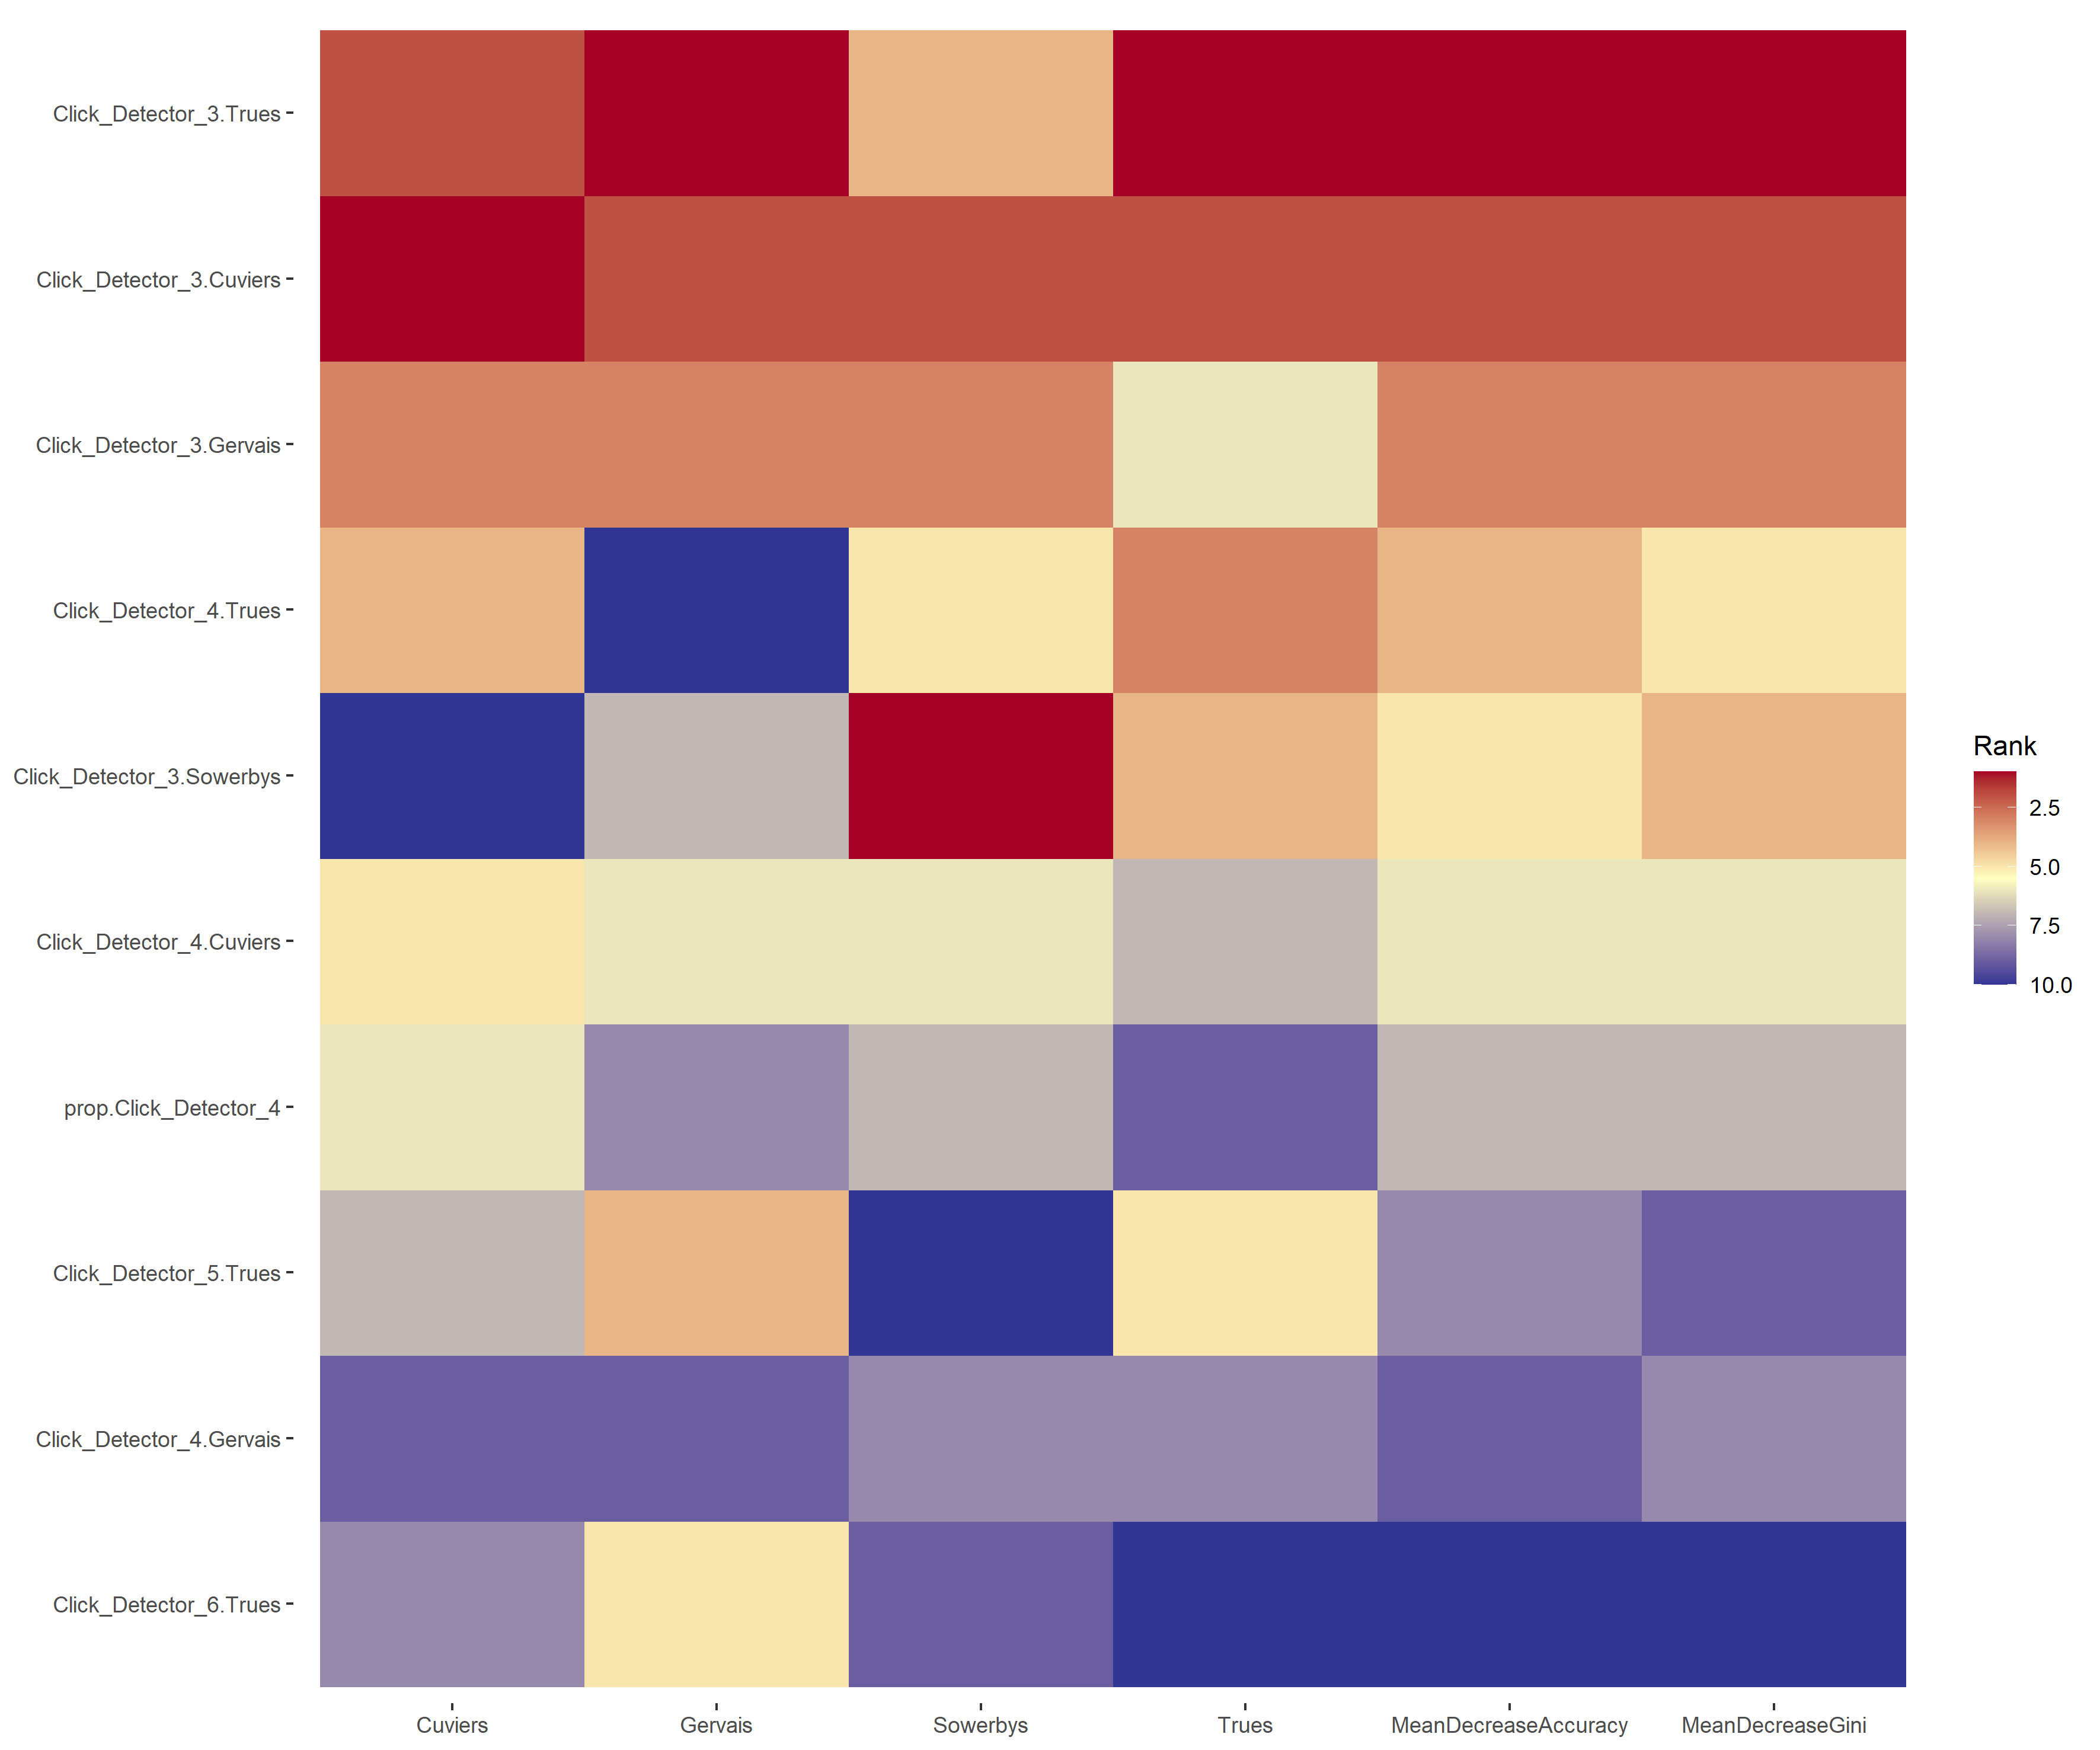 Click_Detector_3.Trues
Click_Detector_3.Cuviers
Click_Detector_3.Gervais
Click_Detector_4.Trues
Click_Detector_3.Sowerbys
Click_Detector_4.Cuviers
prop.Click_Detector_4
Click_Detector_5.Trues
Click_Detector_4.Gervais
Click_Detector_6.Trues
Cuviers Gervais Sowerbys Trues MeanDecreaseAccuracy MeanDecreaseGini
Rank
2.5
5.0
7.5
10.0